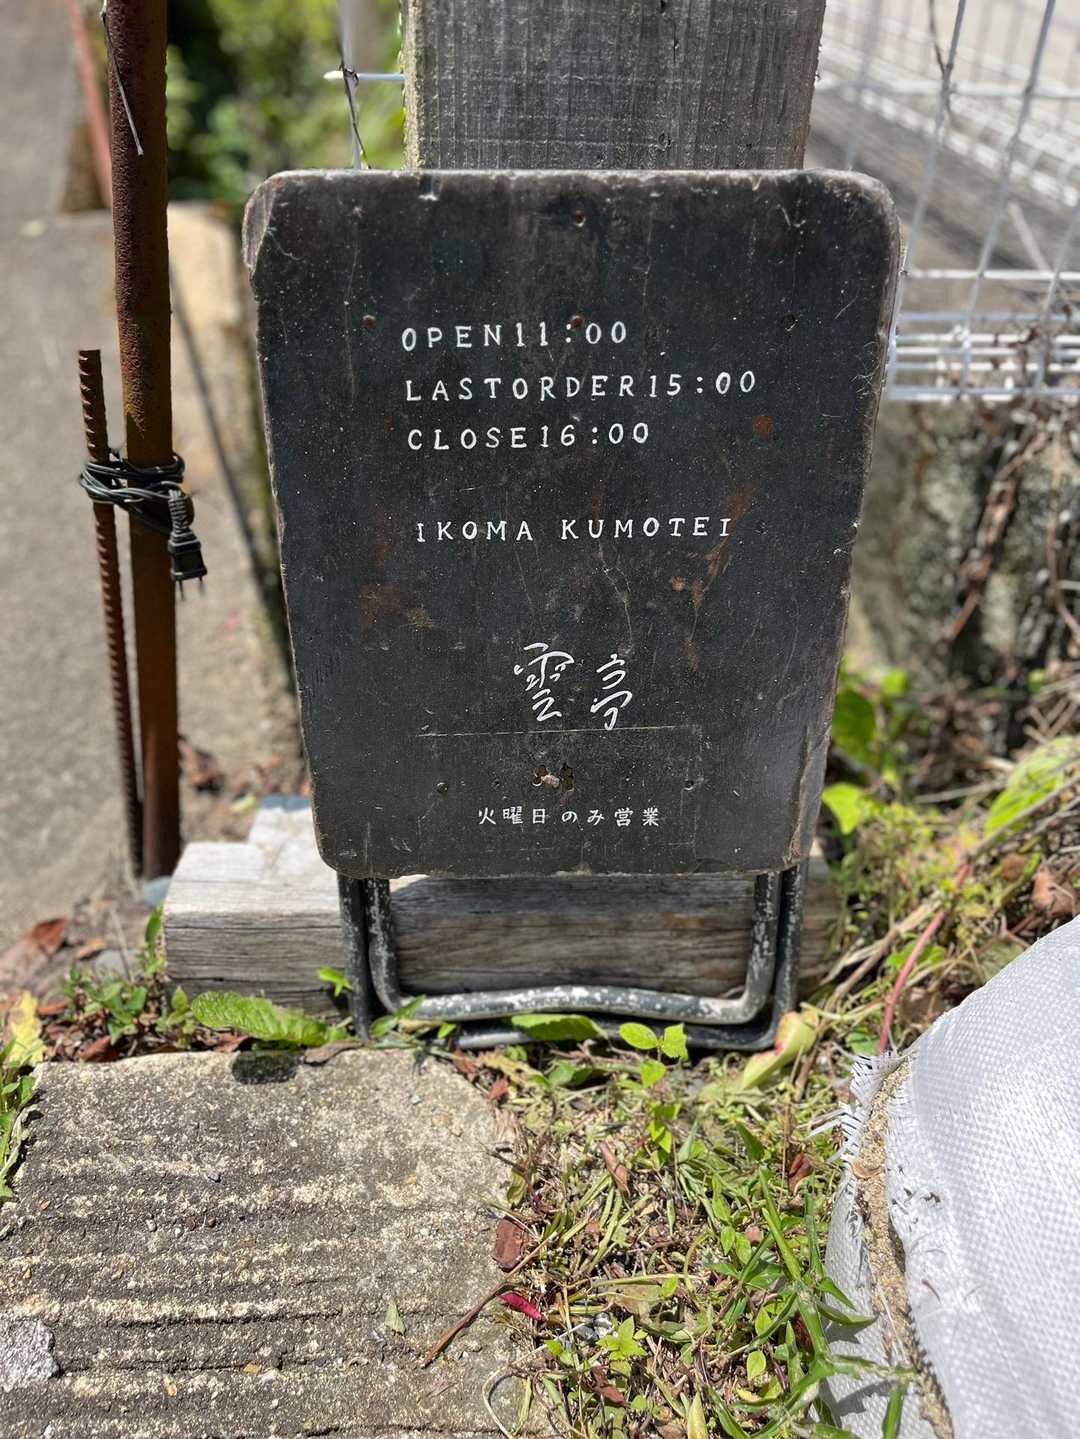 OPEN11:00
LASTORDER15:00
CLOSE16:00
IKOMA KUMOTEI
雲亭
火曜日のみ営業